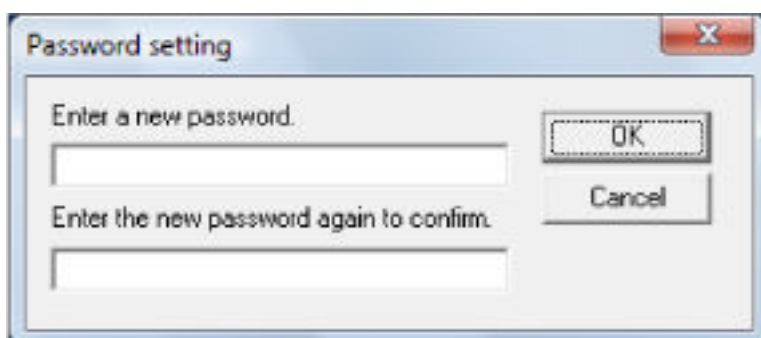 Password setting
Enter a new password.
OK
Enter the new password again to confirm.
Cancel